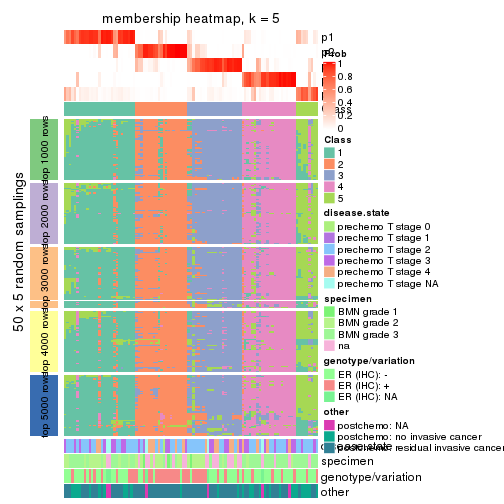 membership heatmap, k = 5
p1
Prob
1
0.8
0.6
0.4
0.2
0
Class
1
2
3
4
5
disease.state
prechemo T stage 0
prechemo T stage 1
prechemo T stage 2
prechemo T stage 3
prechemo T stage 4
prechemo T stage NA
specimen
BMN grade 1
BMN grade 2
BMN grade 3
na
genotype/variation
ER (IHC): -
ER (IHC): +
ER (IHC): NA
other
postchemo: NA
postchemo: no invasive cancer
postchemo: residual invasive cancer
50 x 5 random samplings
top 1000 rows
top 2000 rows
top 3000 rows
top 4000 rows
top 5000 rows
specimen
genotype/variation
other